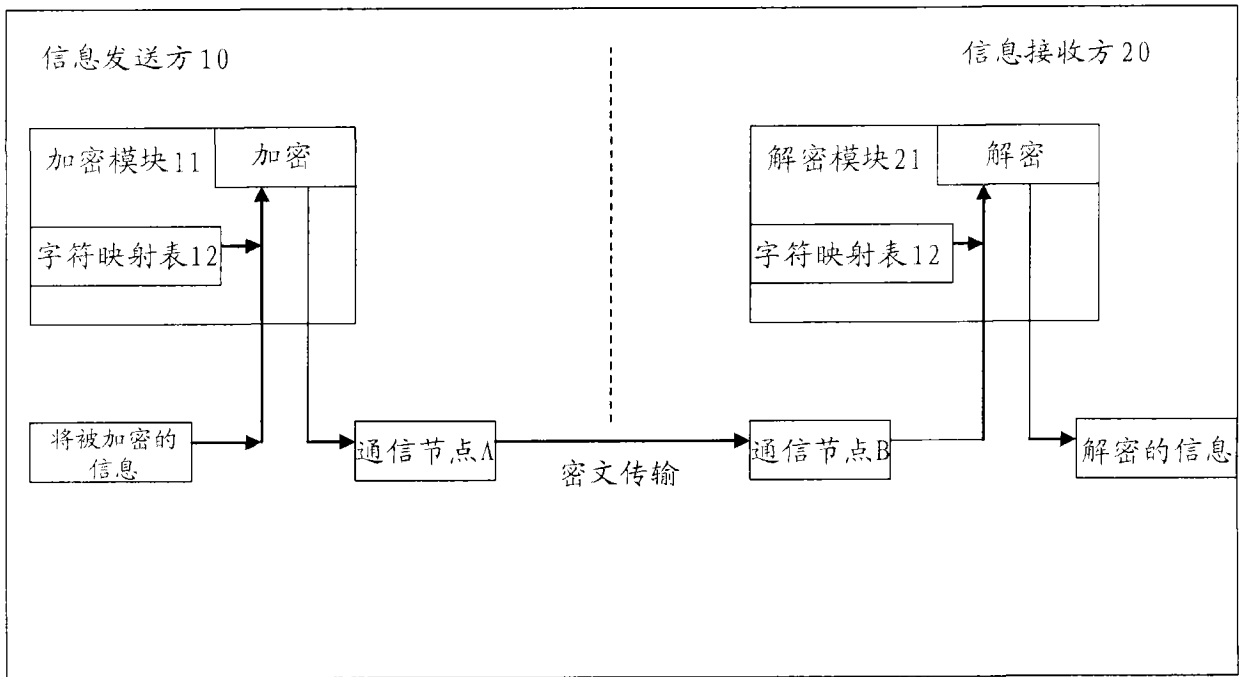 信息发送方10
信息接收方20
加密模块11
加密
解密模块21
解密
字符映射表12
字符映射表12
将被加密的
信息
通信节点A
密文传输
通信节点B
解密的信息